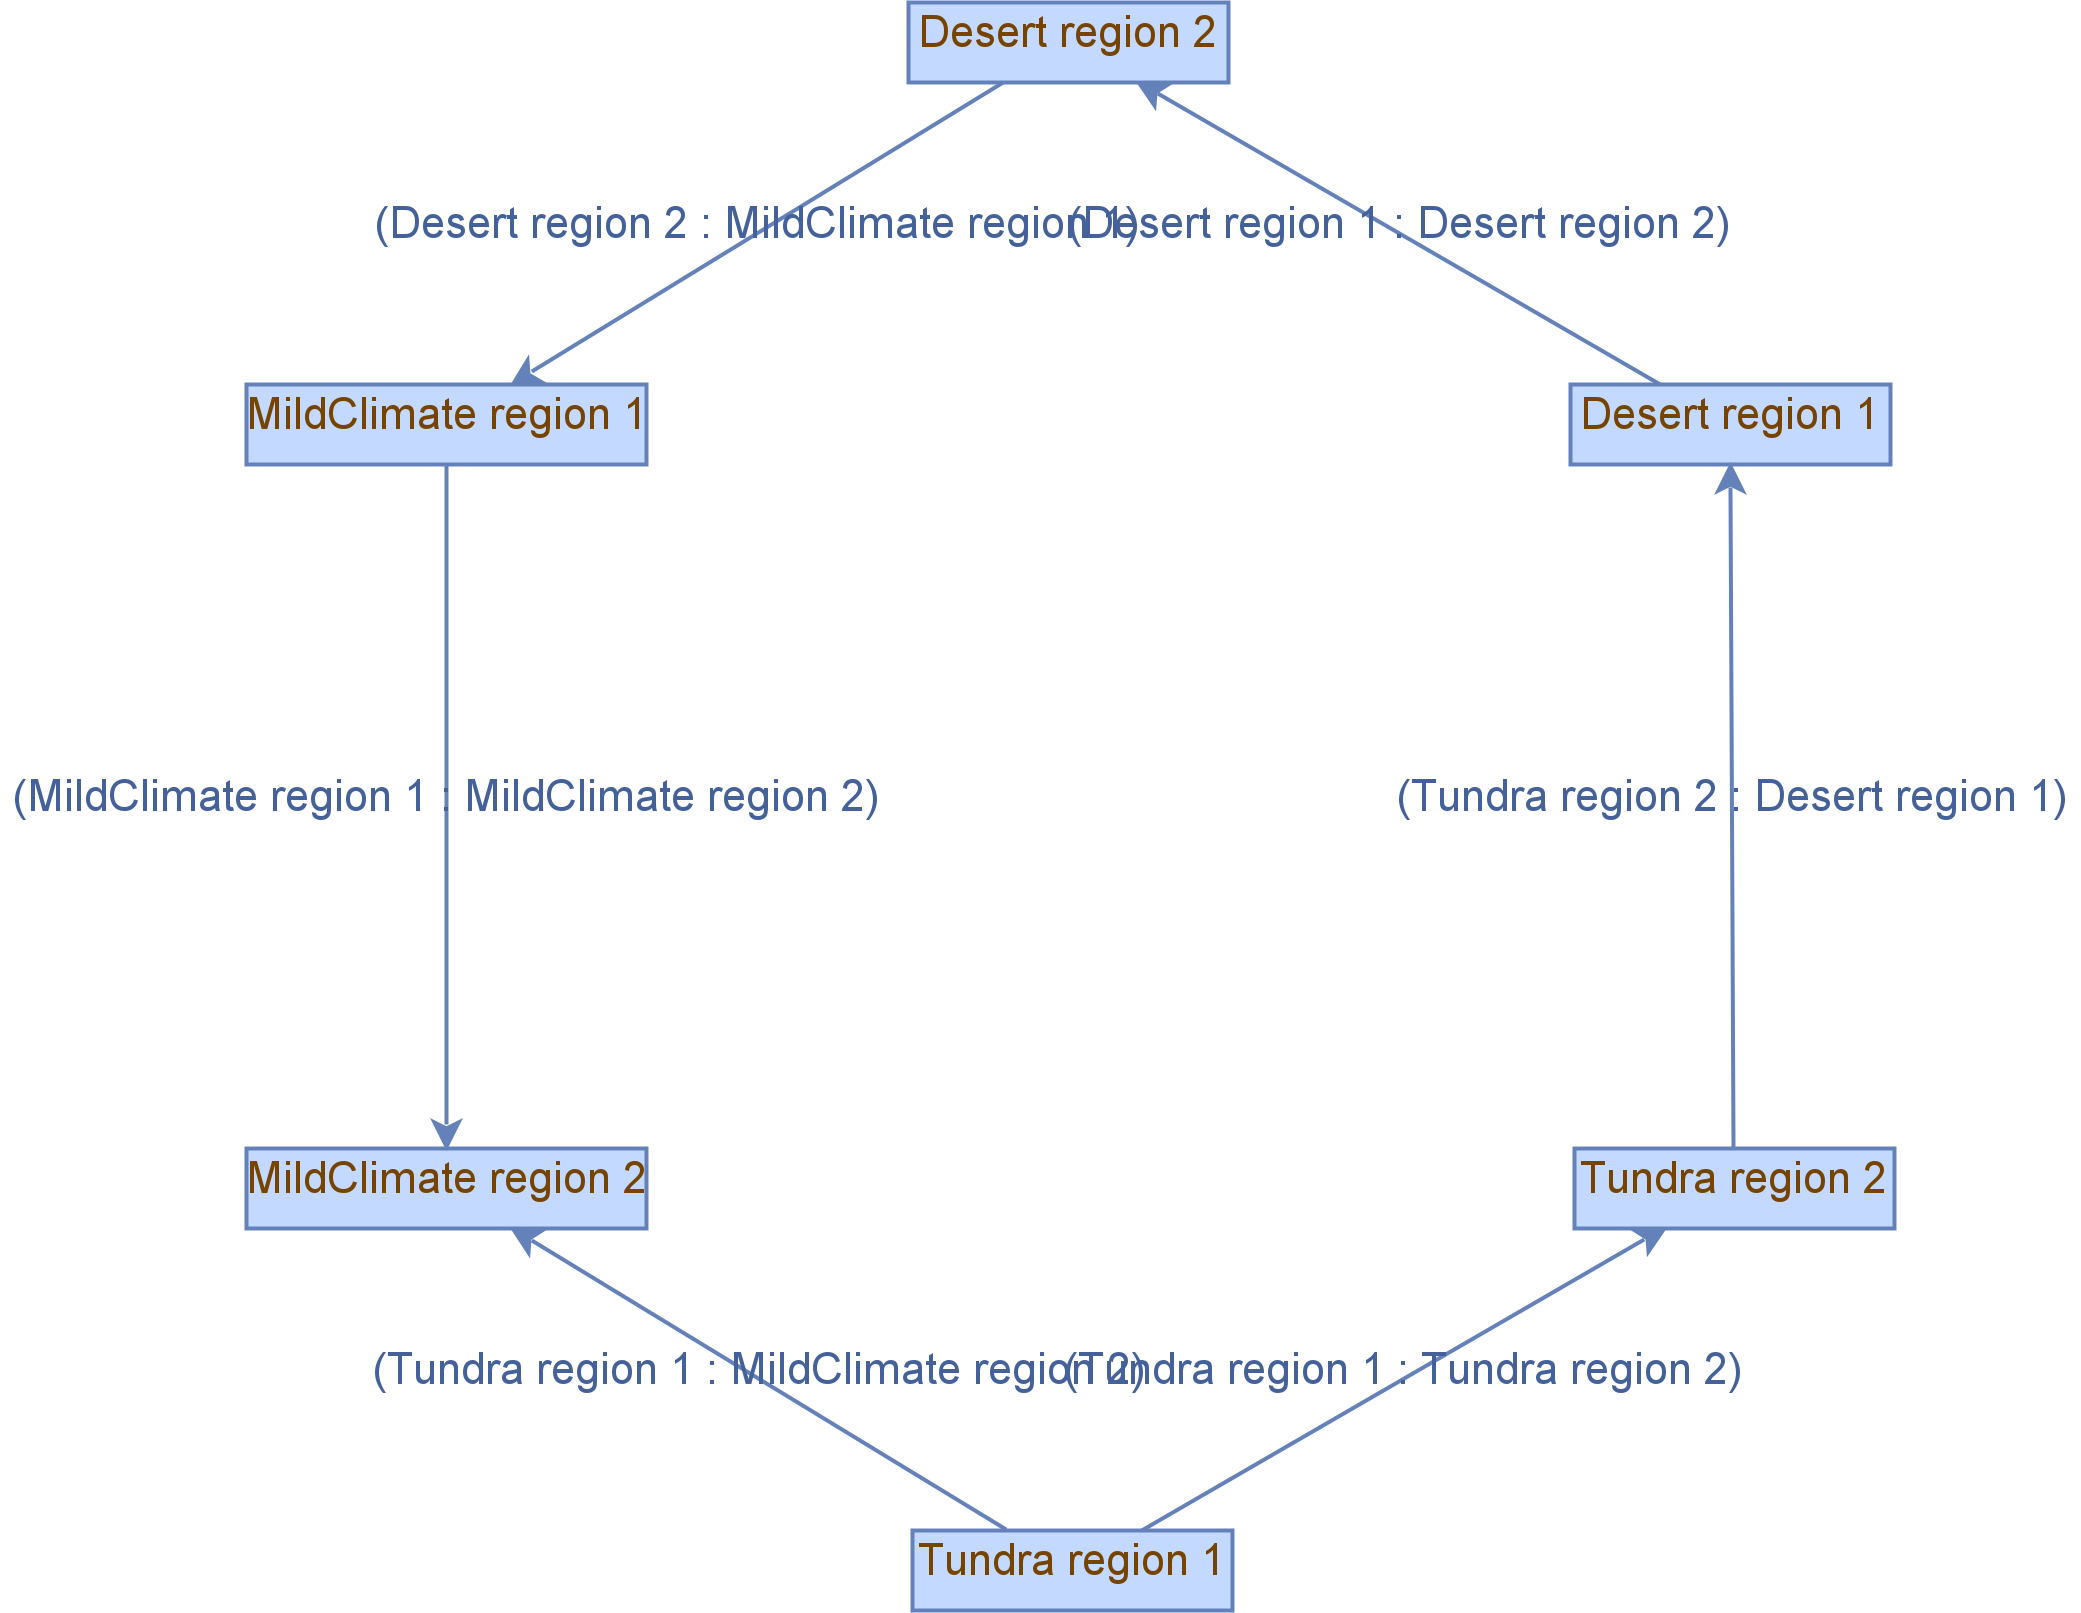 Desert region 2
(Desert region 2 : MildClimate region 1)
(Desert region 1 : Desert region 2)
MildClimate region 1
Desert region 1
(MildClimate region 1 : MildClimate region 2)
(Tundra region 2 : Desert region 1)
MildClimate region 2
Tundra region 2
(Tundra region 1 : MildClimate region 2)
(Tundra region 1 : Tundra region 2)
Tundra region 1